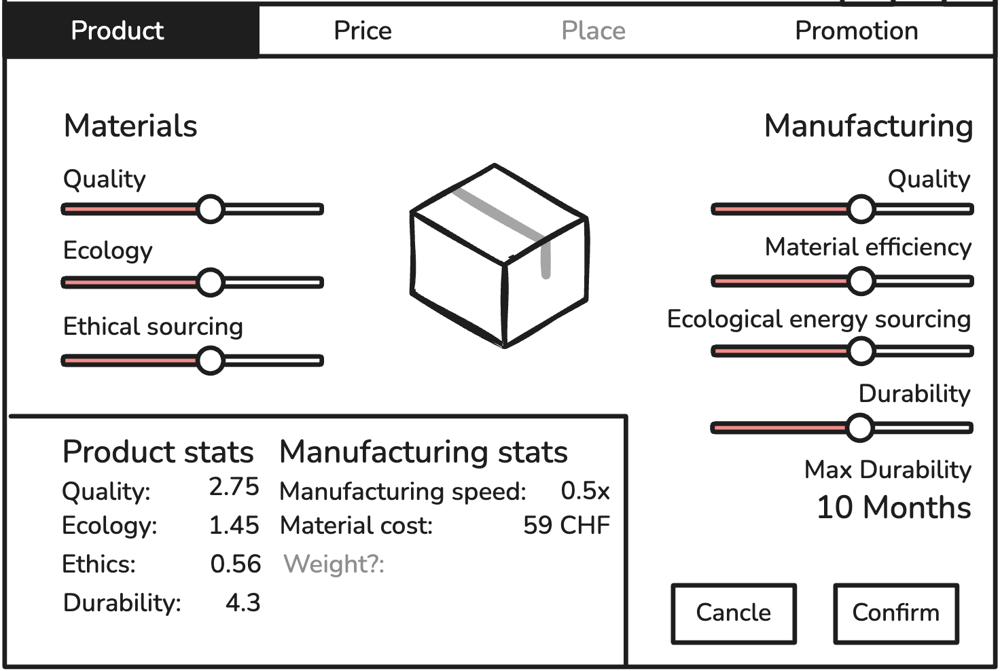 Product
Price
Place
Promotion
Materials
Quality
Ecology
Ethical sourcing
Manufacturing
Quality
Material efficiency
Ecological energy sourcing
Durability
Max Durability
10 Months
Product stats
Quality: 2.75
Ecology: 1.45
Ethics: 0.56
Durability: 4.3
Manufacturing stats
Manufacturing speed: 0.5x
Material cost: 59 CHF
Weight?:
Cancle
Confirm